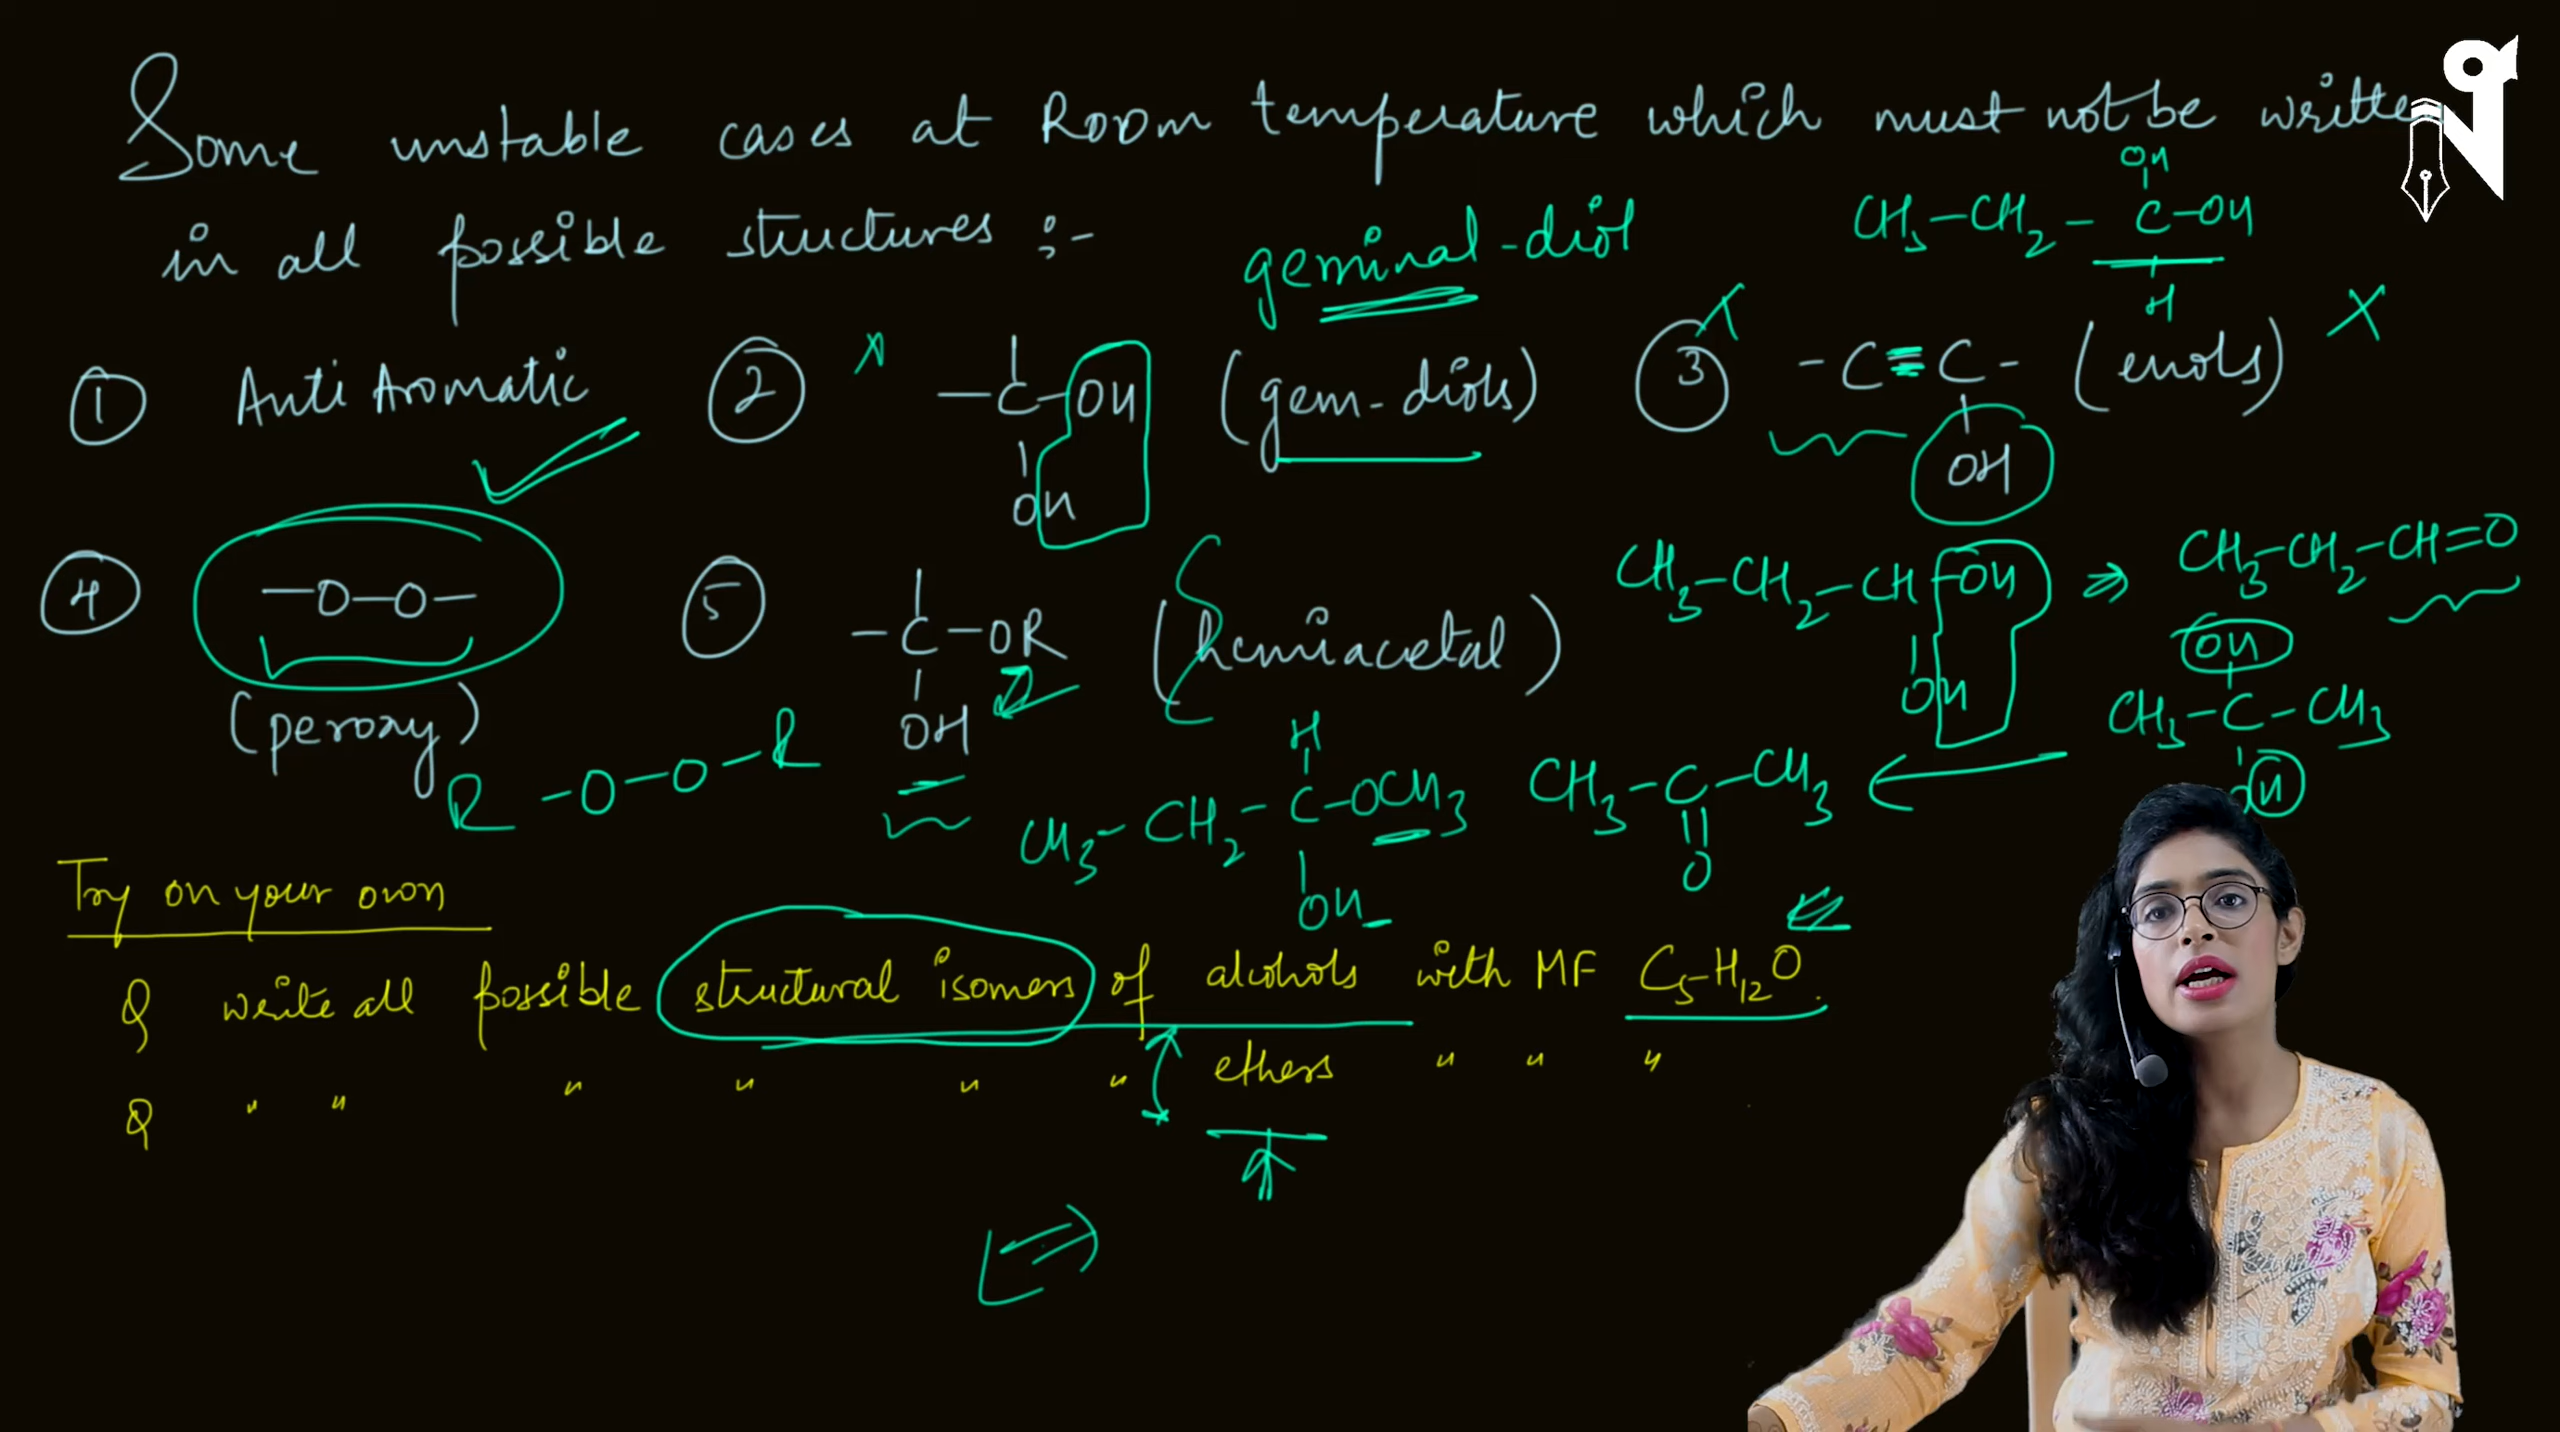 Some unstable cases at Room temperature which must not be written
in all possible structures :-
geminal-diol
OH
CH3-CH2-C-OH
H
① Anti Aromatic
② x -C-OH (gem-diols)
OH
③ x -C=C- (enols) X
OH
④ -O-O-
(peroxy)
R-O-O-R
⑤ -C-OR (hemiacetal)
OH
CH3-CH2-CH-OH ⇒ CH3-CH2-CH=O
OH
OH
CH3-C-CH3
OH
CH3-C-CH3
O
H
CH3-CH2-C-OCH3
OH
Try on your own
Q write all possible structural isomers of alcohols with MF C5H12O.
Q " " " " " " ethers " " "